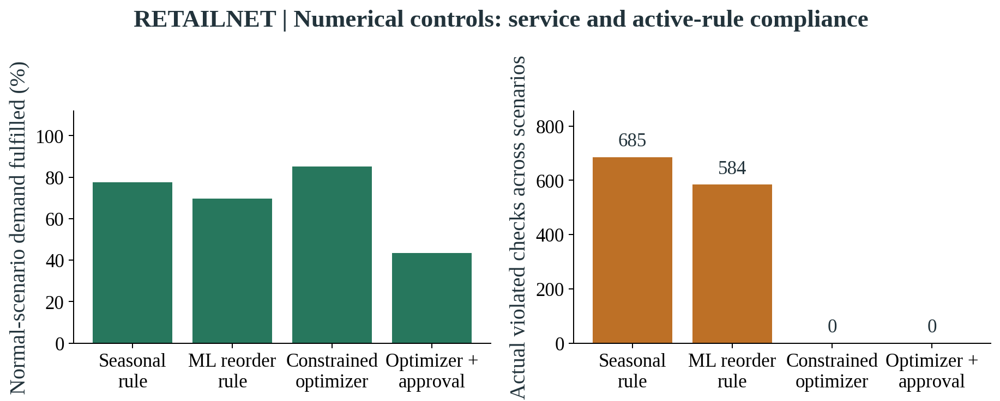 RETAILNET | Numerical controls: service and active-rule compliance
Normal-scenario demand fulfilled (%)
100
80
60
40
20
0
Seasonal
rule
ML reorder
rule
Constrained
optimizer
Optimizer +
approval
Actual violated checks across scenarios
800
600
400
200
0
685
584
0
0
Seasonal
rule
ML reorder
rule
Constrained
optimizer
Optimizer +
approval